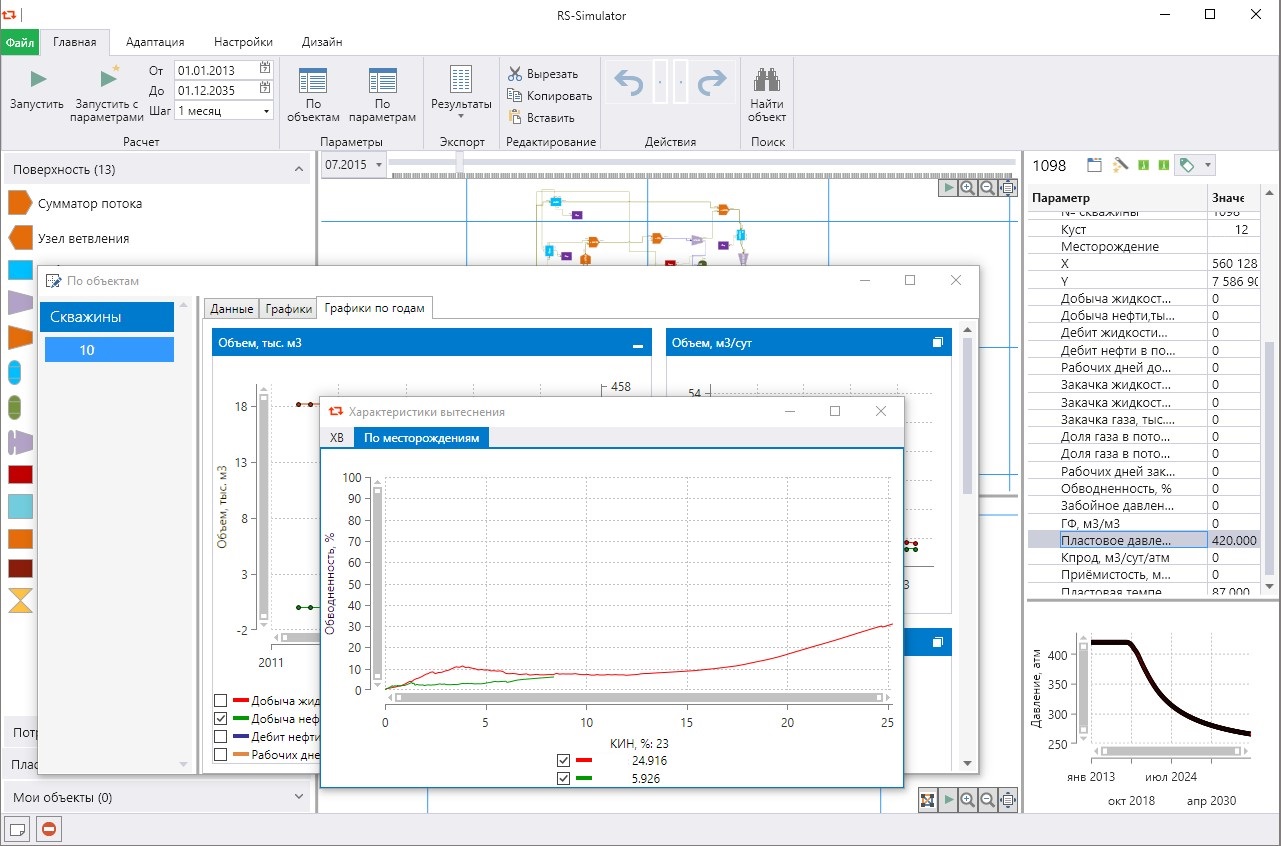 RS-Simulator
Файл Главная Адаптация Настройки Дизайн
Запустить
Запустить с параметрами
От 01.01.2013
До 01.12.2035
Шаг 1 месяц
Расчет
По объектам
По параметрам
Параметры
Результаты
Экспорт
Вырезать
Копировать
Вставить
Редактирование
Действия
Найти объект
Поиск
Поверхность (13)
Сумматор потока
Узел ветвления
Потр
Плас
Мои объекты (0)
07.2015
По объектам
Скважины
10
Данные Графики Графики по годам
Объем, тыс. м3
458
18
13
8
3
-2
Объем, тыс. м3
2011
Добыча жид
Добыча неф
Дебит нефти
Рабочих дне
Объем, м3/сут
54
3
Характеристики вытеснения
ХВ По месторождениям
100
90
80
70
60
50
40
30
20
10
0
Обводненность, %
0 5 10 15 20 25
КИН, %: 23
24.916
5.926
1098
Параметр Значе
№ скважины 1098
Куст 12
Месторождение
X 560 128
Y 7 586 90
Добыча жидкост... 0
Добыча нефти,ты... 0
Дебит жидкости... 0
Дебит нефти в по... 0
Рабочих дней до... 0
Закачка жидкост... 0
Закачка жидкост... 0
Закачка газа, тыс.... 0
Доля газа в пото... 0
Доля газа в пото... 0
Рабочих дней зак... 0
Обводненность, % 0
Забойное давлен... 0
ГФ, м3/м3 0
Пластовое давле... 420.000
Кпрод, м3/сут/атм 0
Приёмистость, м... 0
Пластовая темпе 87.000
400
350
300
250
Давление, атм
янв 2013 июл 2024
окт 2018 апр 2030